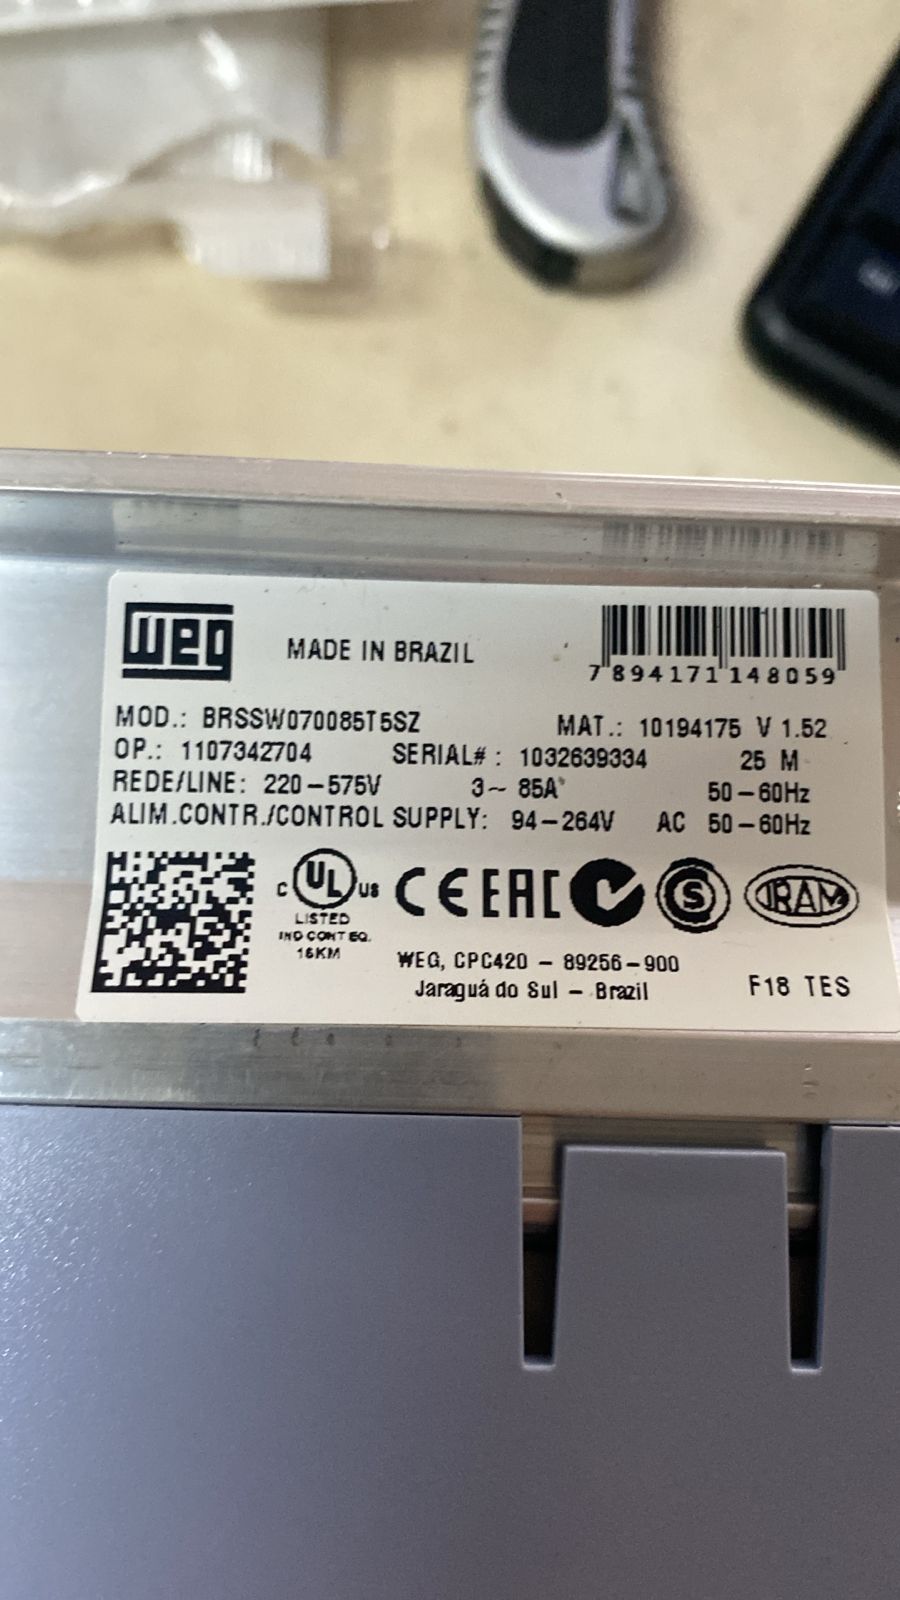 WEG MADE IN BRAZIL
7 894171 148059
MOD.: BRSSW070085T5SZ MAT.: 10194175 V 1.52
OP.: 1107342704 SERIAL#: 1032639334 25 M
REDE/LINE: 220-575V 3~ 85A 50-60Hz
ALIM.CONTR./CONTROL SUPPLY: 94-264V AC 50-60Hz
C UL US CE EAC S IRAM
LISTED
IND CONT EQ.
16KM
WEG, CPC420 - 89256-900
Jaraguá do Sul - Brazil F18 TES